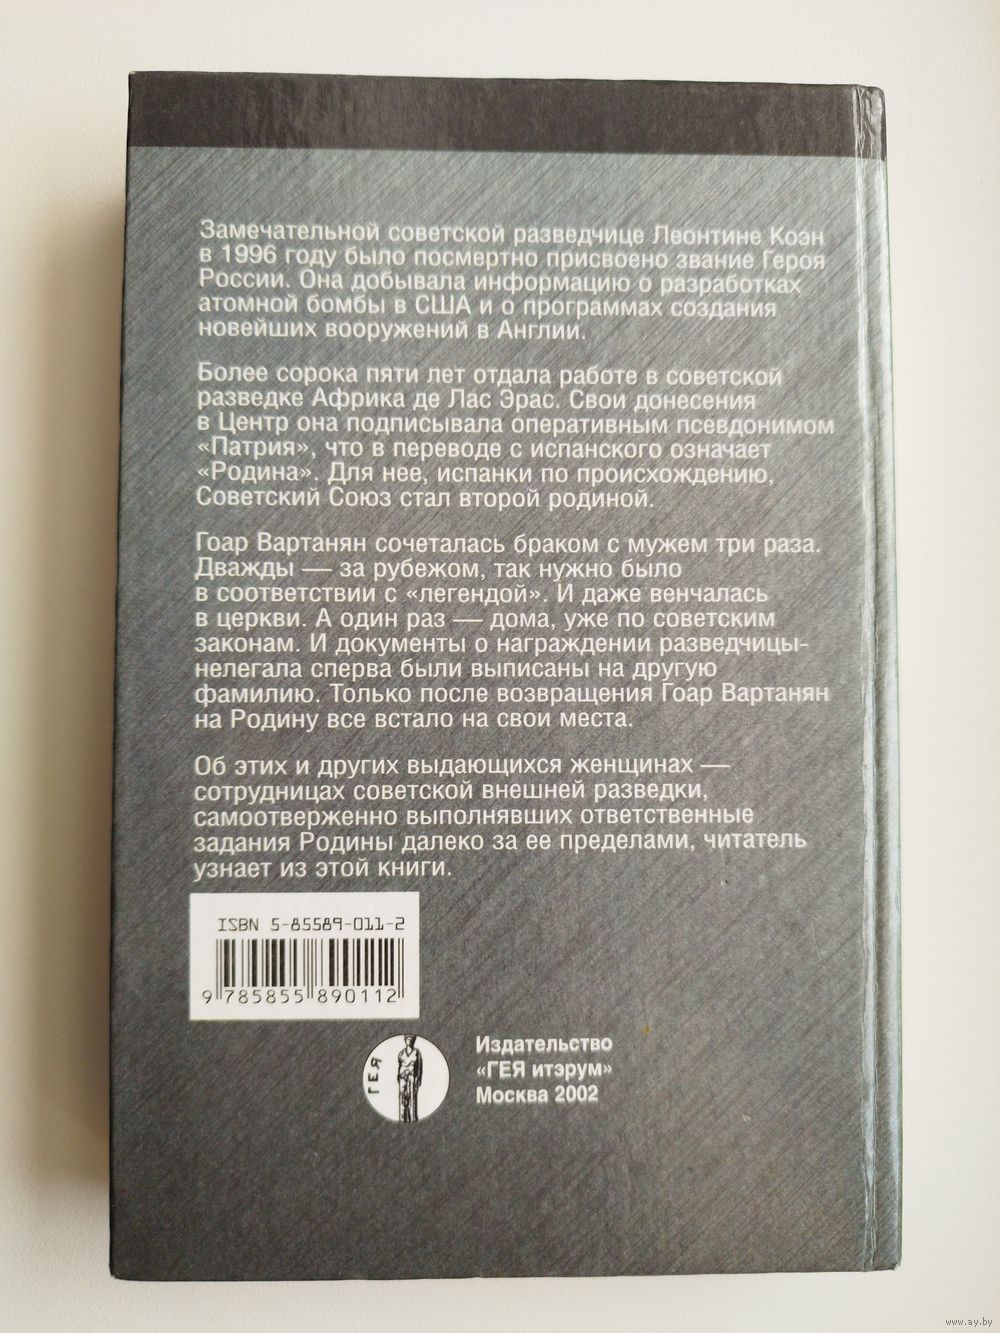 Замечательной советской разведчице Леонтине Коэн
в 1996 году было посмертно присвоено звание Героя
России. Она добывала информацию о разработках
атомной бомбы в США и о программах создания
новейших вооружений в Англии.
Более сорока пяти лет отдала работе в советской
разведке Африка де Лас Эрас. Свои донесения
в Центр она подписывала оперативным псевдонимом
«Патрия», что в переводе с испанского означает
«Родина». Для нее, испанки по происхождению,
Советский Союз стал второй родиной.
Гоар Вартанян сочеталась браком с мужем три раза.
Дважды — за рубежом, так нужно было
в соответствии с «легендой». И даже венчалась
в церкви. А один раз — дома, уже по советским
законам. И документы о награждении разведчицы-
нелегала сперва были выписаны на другую
фамилию. Только после возвращения Гоар Вартанян
на Родину все встало на свои места.
Об этих и других выдающихся женщинах —
сотрудницах советской внешней разведки,
самоотверженно выполнявших ответственные
задания Родины далеко за ее пределами, читатель
узнает из этой книги.
ISBN 5-85589-011-2
9 785855 890112
ГЕЯ
Издательство
«ГЕЯ итэрум»
Москва 2002
www.ay.by